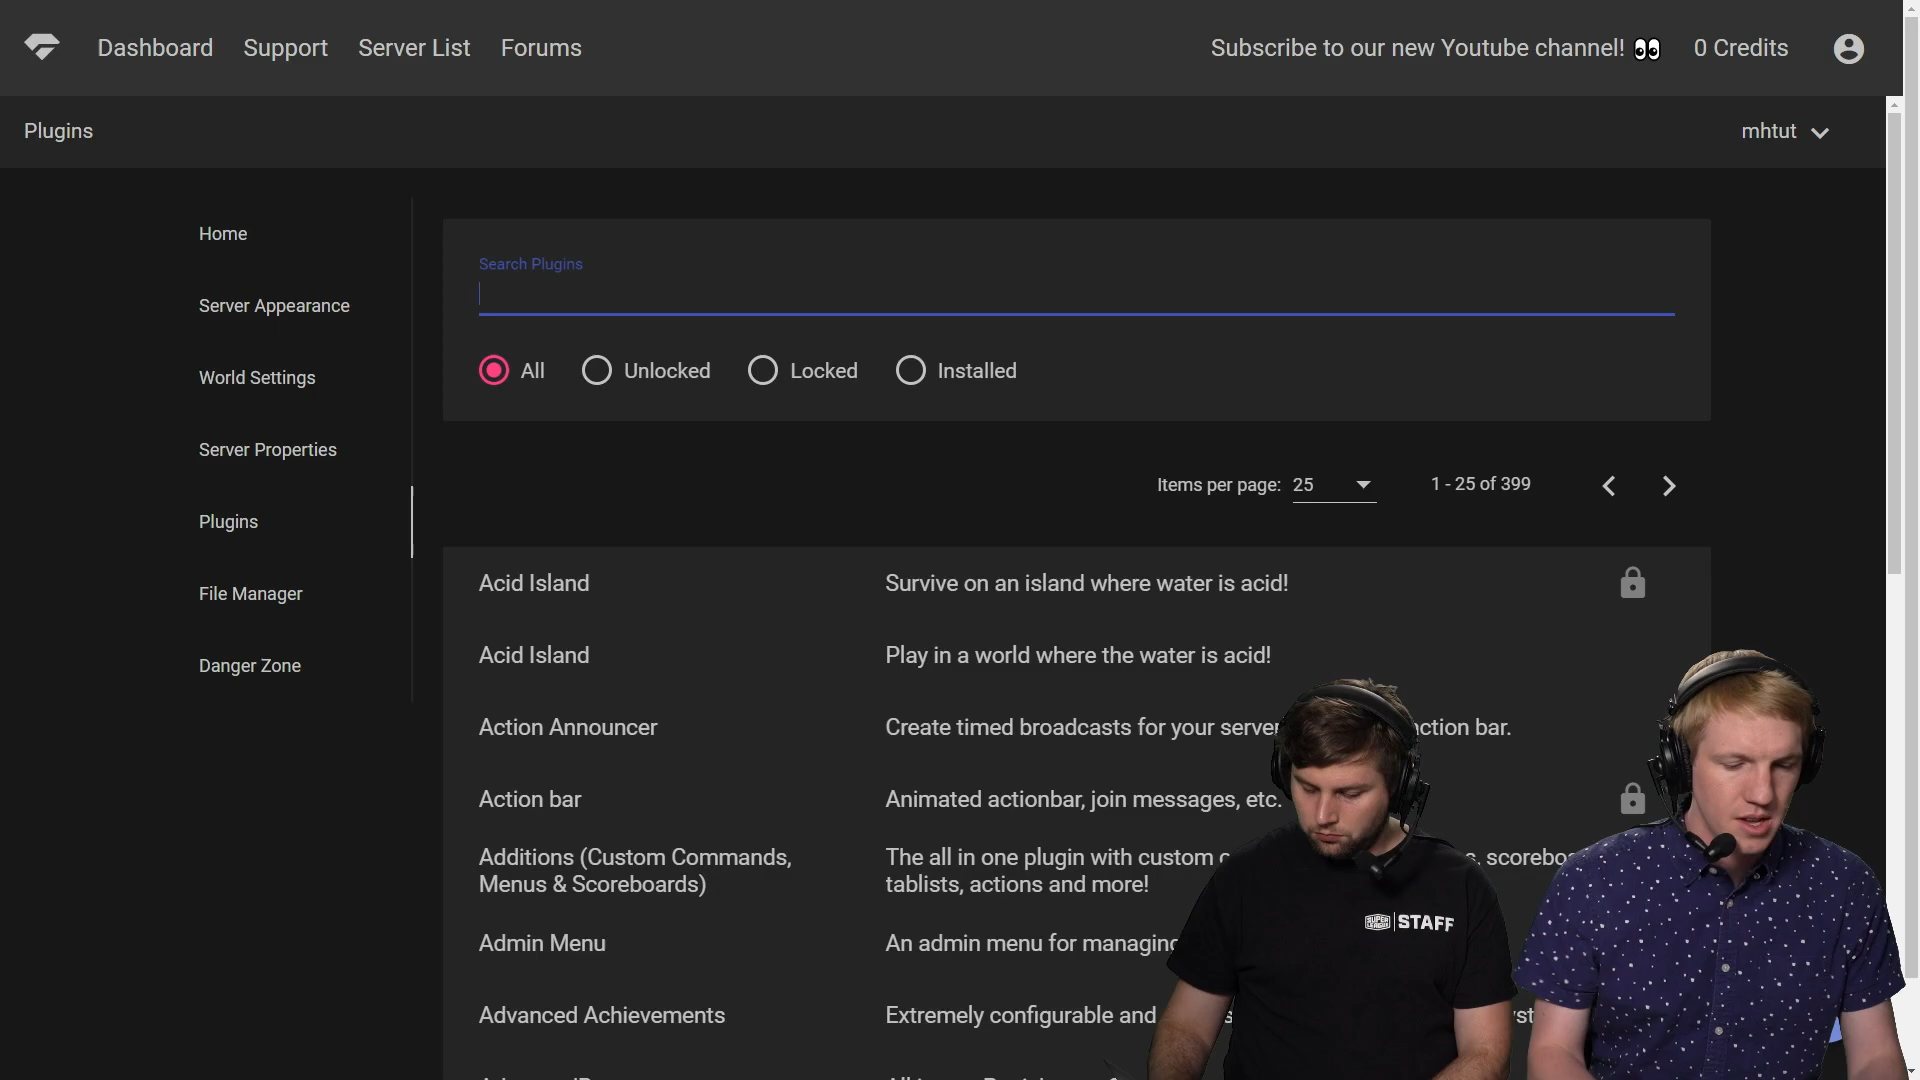 Dashboard Support Server List Forums Subscribe to our new Youtube channel! 👀 0 Credits
Plugins mhtut
Home
Server Appearance
World Settings
Server Properties
Plugins
File Manager
Danger Zone
Search Plugins
All Unlocked Locked Installed
Items per page: 25 1 - 25 of 399
Acid Island Survive on an island where water is acid!
Acid Island Play in a world where the water is acid!
Action Announcer Create timed broadcasts for your server action bar.
Action bar Animated actionbar, join messages, etc.
Additions (Custom Commands, The all in one plugin with custom
Menus & Scoreboards) tablists, actions and more!
Admin Menu An admin menu for managing
Advanced Achievements Extremely configurable and
SUPER LEAGUE STAFF